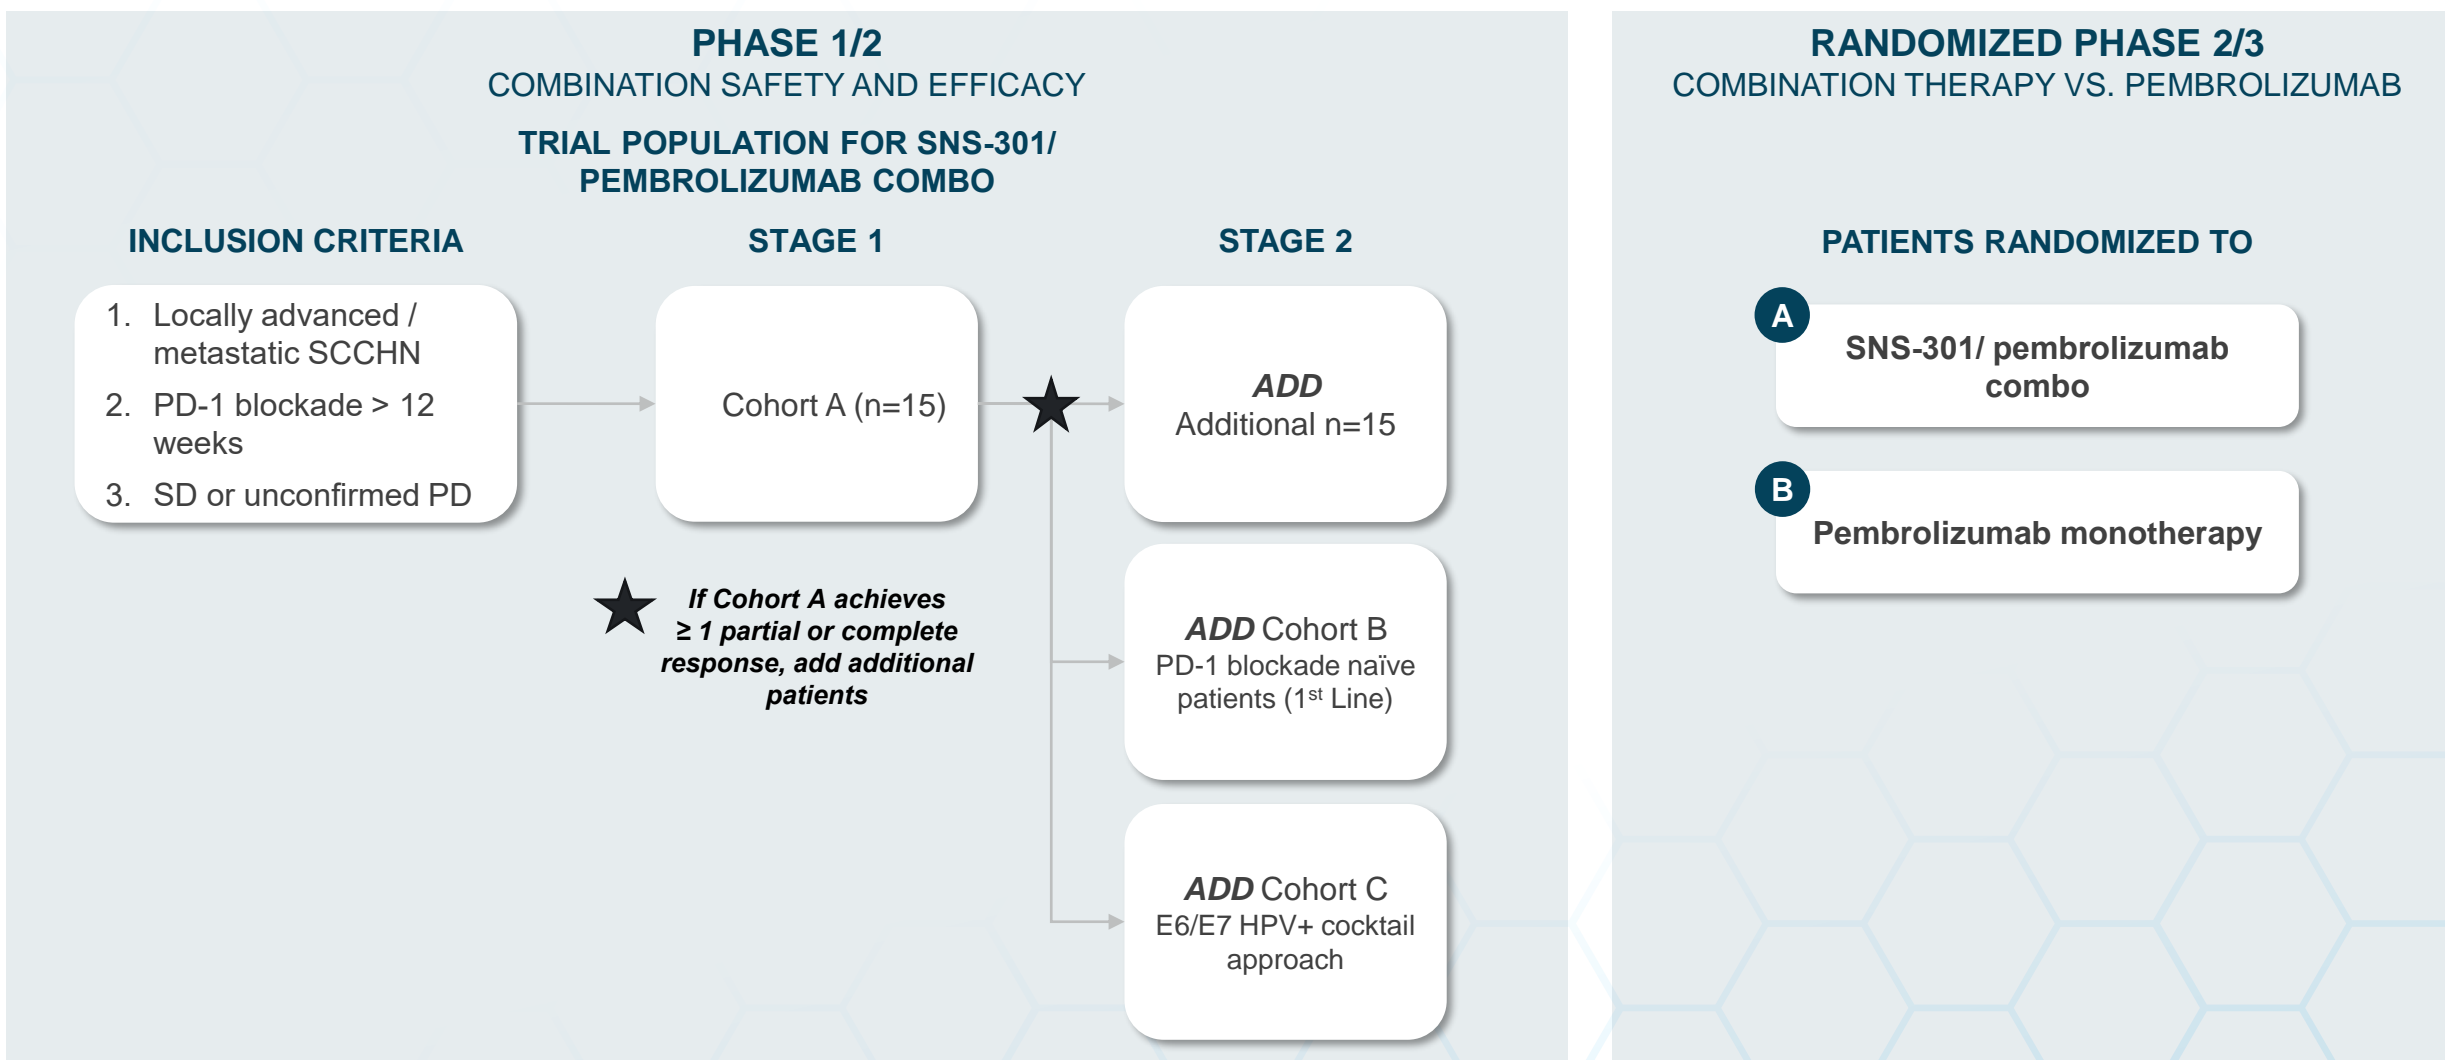 PHASE 1/2
COMBINATION SAFETY AND EFFICACY
TRIAL POPULATION FOR SNS-301/
PEMBROLIZUMAB COMBO
INCLUSION CRITERIA
1. Locally advanced /
metastatic SCCHN
2. PD-1 blockade > 12
weeks
3. SD or unconfirmed PD
STAGE 1
Cohort A (n=15)
If Cohort A achieves
≥ 1 partial or complete
response, add additional
patients
STAGE 2
ADD
Additional n=15
ADD Cohort B
PD-1 blockade naïve
patients (1st Line)
ADD Cohort C
E6/E7 HPV+ cocktail
approach
RANDOMIZED PHASE 2/3
COMBINATION THERAPY VS. PEMBROLIZUMAB
PATIENTS RANDOMIZED TO
A
SNS-301/ pembrolizumab
combo
B
Pembrolizumab monotherapy